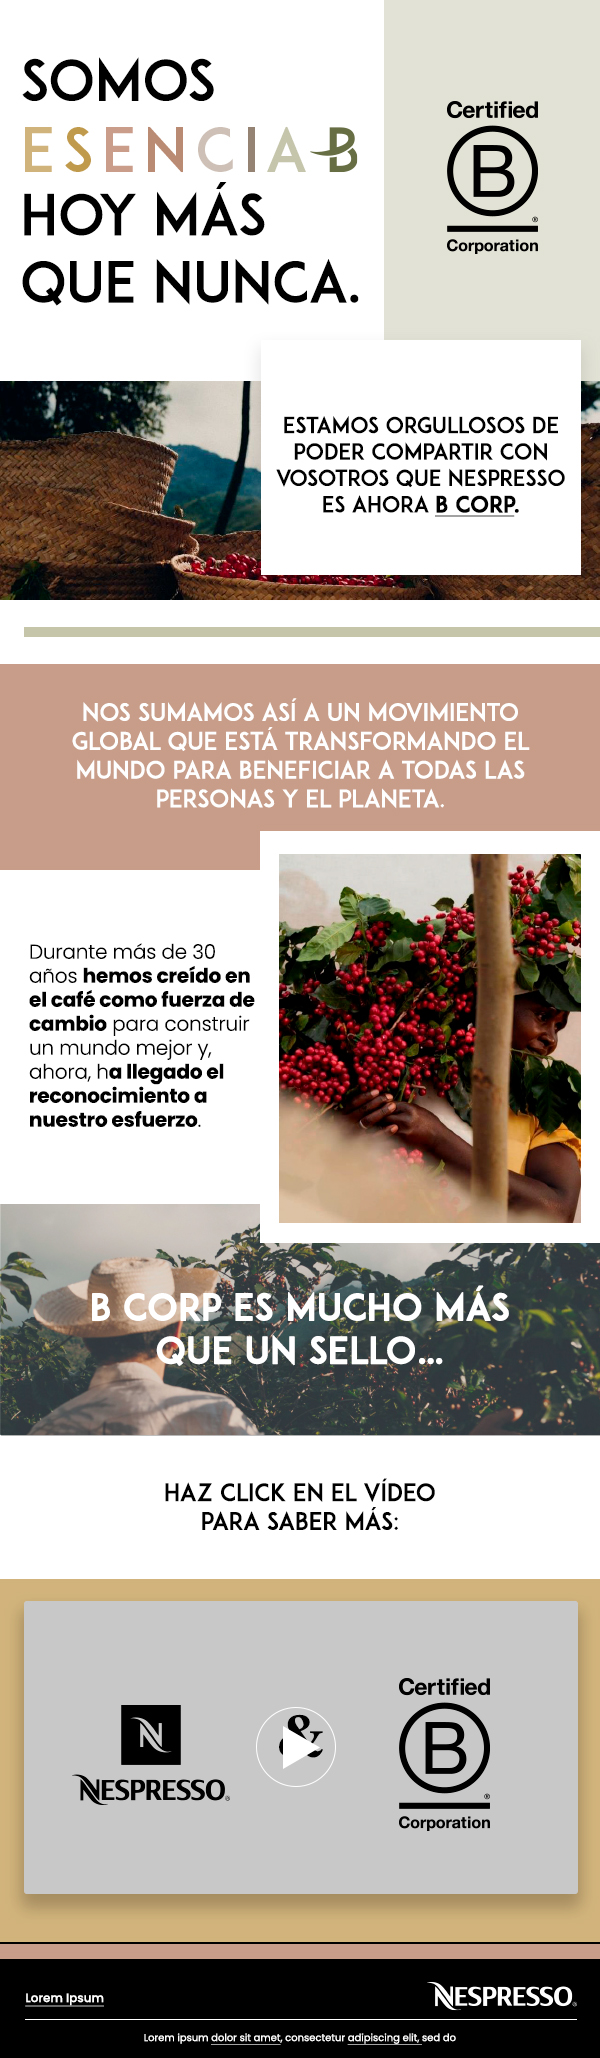 SOMOS
ESENCIA-B
HOY MÁS
QUE NUNCA.
Certified
B
®
Corporation
ESTAMOS ORGULLOSOS DE
PODER COMPARTIR CON
VOSOTROS QUE NESPRESSO
ES AHORA B CORP.
NOS SUMAMOS ASÍ A UN MOVIMIENTO
GLOBAL QUE ESTÁ TRANSFORMANDO EL
MUNDO PARA BENEFICIAR A TODAS LAS
PERSONAS Y EL PLANETA.
Durante más de 30
años hemos creído en
el café como fuerza de
cambio para construir
un mundo mejor y,
ahora, ha llegado el
reconocimiento a
nuestro esfuerzo.
B CORP ES MUCHO MÁS
QUE UN SELLO...
HAZ CLICK EN EL VÍDEO
PARA SABER MÁS:
N
NESPRESSO®
&
Certified
B
®
Corporation
Lorem Ipsum
NESPRESSO®
Lorem ipsum dolor sit amet, consectetur adipiscing elit, sed do